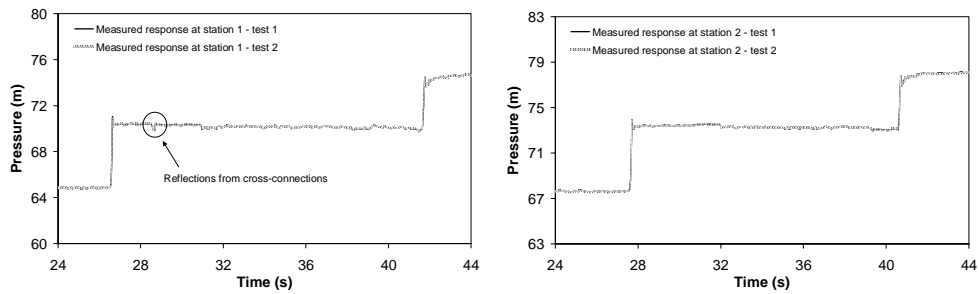 80
76
72
68
64
60
Pressure (m)
Measured response at station 1 - test 1
Measured response at station 1 - test 2
Reflections from cross-connections
24 28 32 36 40 44
Time (s)
83
79
75
71
67
63
Pressure (m)
Measured response at station 2 - test 1
Measured response at station 2 - test 2
24 28 32 36 40 44
Time (s)